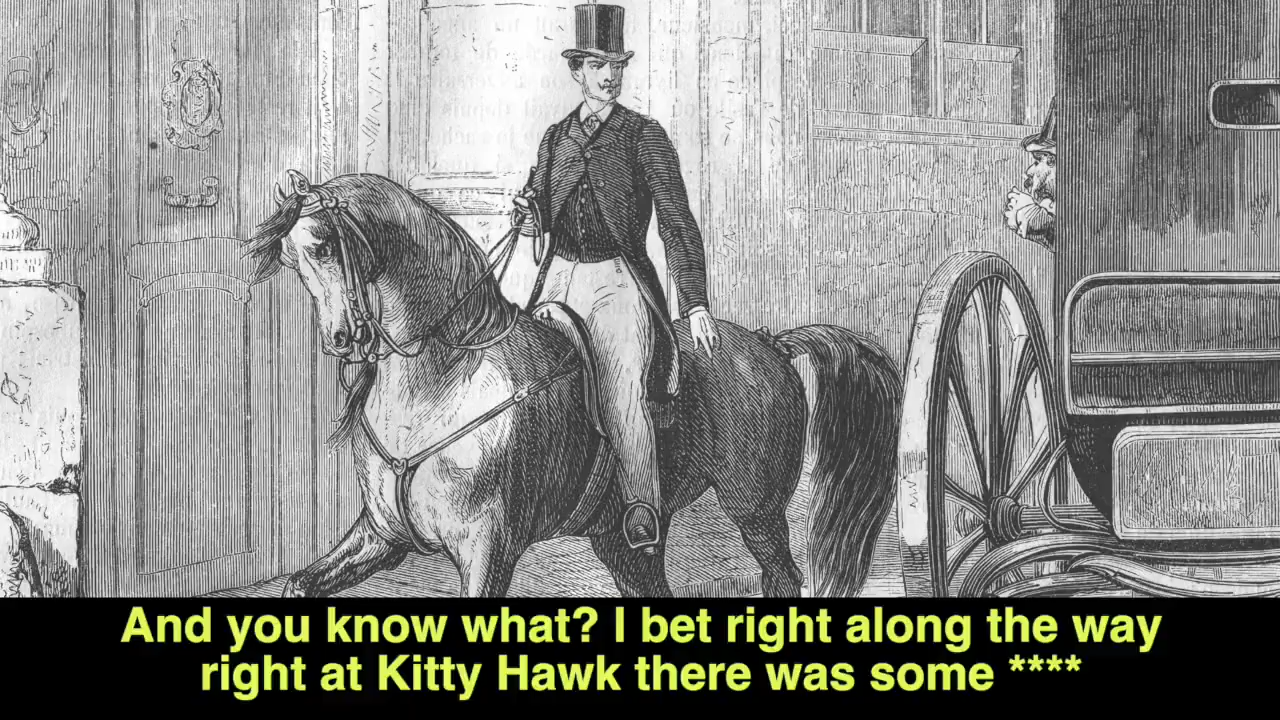 And you know what? I bet right along the way
right at Kitty Hawk there was some ****